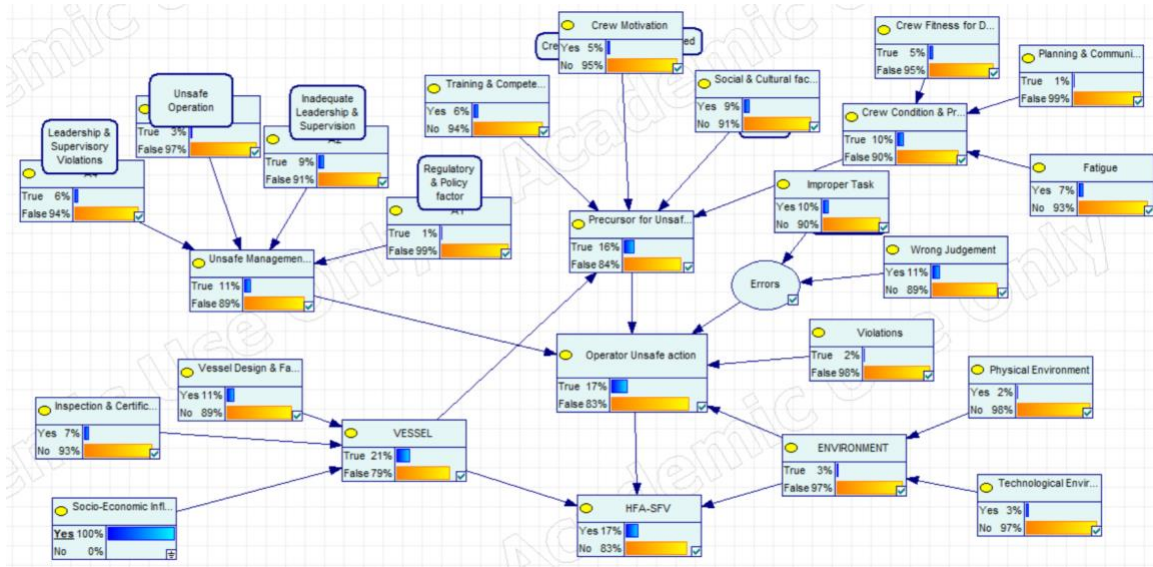 Crew Motivation
Yes 5%
No 95%
Cre
ed
Crew Fitness for D...
True 5%
False 95%
Planning & Communi...
True 1%
False 99%
Training & Compete...
Yes 6%
No 94%
Social & Cultural fac...
Yes 9%
No 91%
Unsafe
Operation
True 3%
False 97%
Inadequate
Leadership &
Supervision
A2
True 9%
False 91%
Leadership &
Supervisory
Violations
A4
True 6%
False 94%
Regulatory
& Policy
factor
A1
True 1%
False 99%
Crew Condition & Pr...
True 10%
False 90%
Fatigue
Yes 7%
No 93%
Improper Task
Yes 10%
No 90%
Precursor for Unsaf...
True 16%
False 84%
Wrong Judgement
Yes 11%
No 89%
Unsafe Managemen...
True 11%
False 89%
Errors
Operator Unsafe action
True 17%
False 83%
Violations
True 2%
False 98%
Physical Environment
Yes 2%
No 98%
Vessel Design & Fa...
Yes 11%
No 89%
Inspection & Certific...
Yes 7%
No 93%
VESSEL
True 21%
False 79%
ENVIRONMENT
True 3%
False 97%
Technological Envir...
Yes 3%
No 97%
Socio-Economic Infl...
Yes 100%
No 0%
HFA-SFV
Yes 17%
No 83%
Academic Use Only